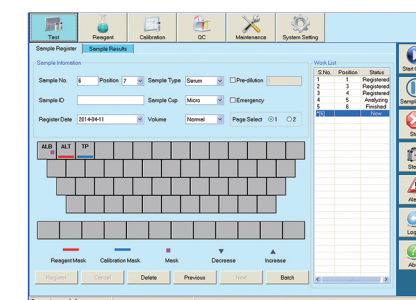 Test Reagent Calibration QC Maintenance System Setting
Sample Register Sample Results
Sample Infomation
Work List
Sample No. 6 Position 7 Sample Type Serum Pre-dilution
Sample ID Sample Cup Micro Emergency
Register Date 2014-04-11 Volume Normal Page Select 1 2
S.No. Position Status
1 1 Registered
2 3 Registered
3 4 Registered
4 5 Analyzing
5 6 Finished
New
ALB ALT TP
Reagent Mask Calibration Mask Mask Decrease Increase
Register Cancel Delete Previous Next Batch